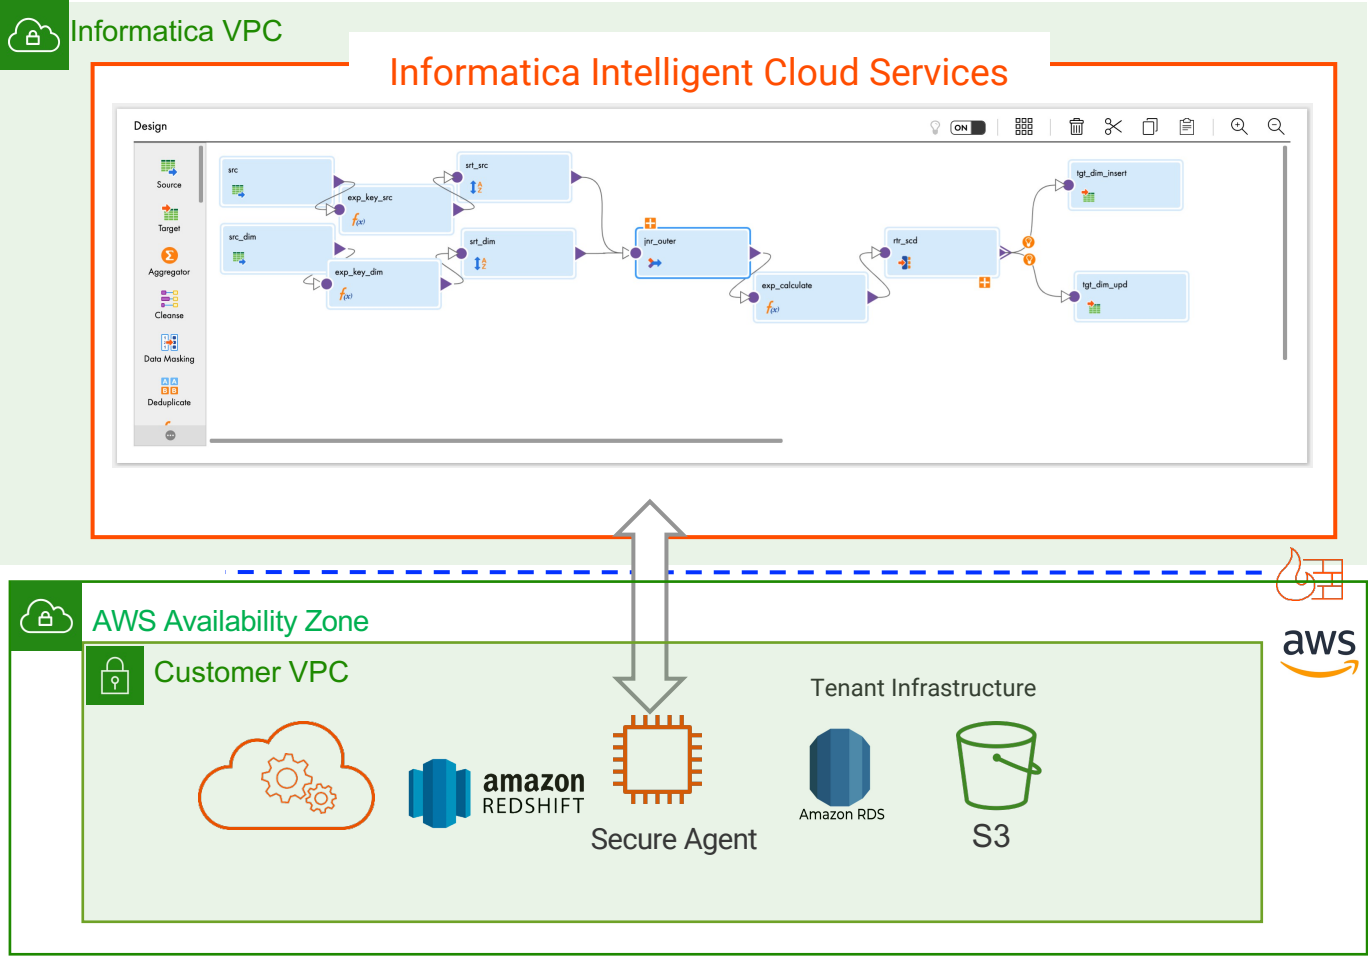 Informatica VPC
Informatica Intelligent Cloud Services
Design
ON
Source
Target
Aggregator
Cleanse
Data Masking
Deduplicate
src
exp_key_src
srt_src
src_dim
exp_key_dim
srt_dim
jnr_outer
exp_calculate
rtr_scd
tgt_dim_insert
tgt_dim_upd
AWS Availability Zone
aws
Customer VPC
Tenant Infrastructure
amazon
REDSHIFT
Secure Agent
Amazon RDS
S3